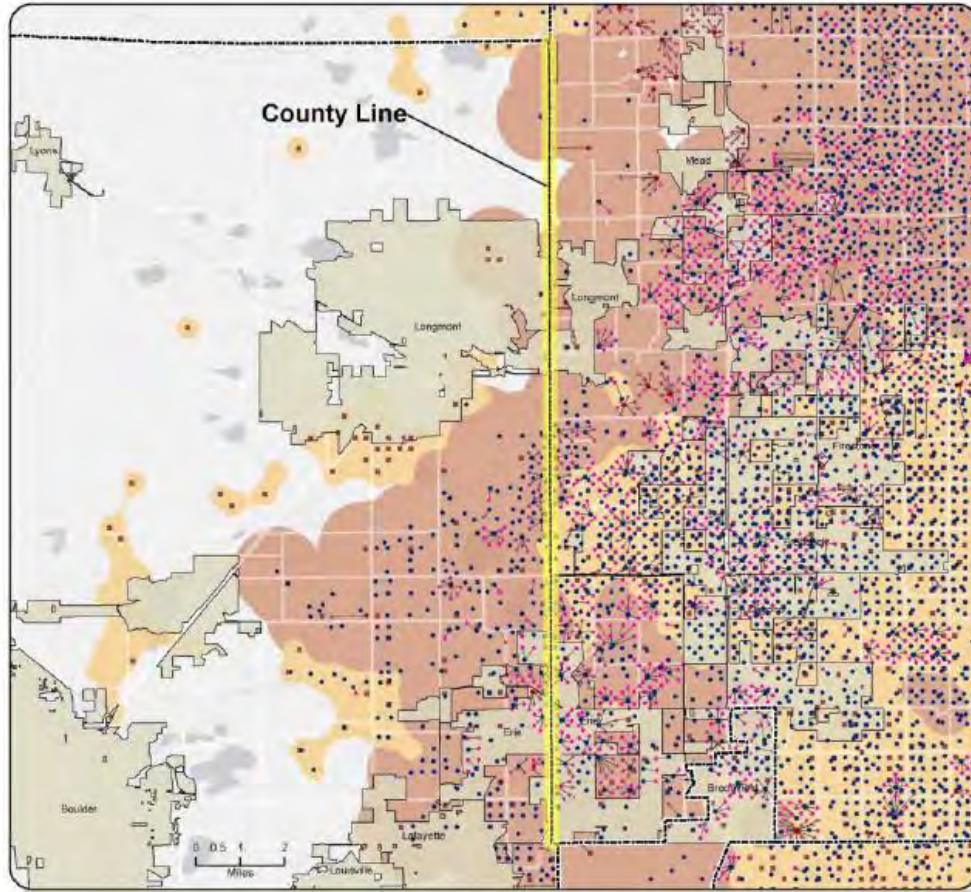 County Line
Lyons
Mead
Longmont
Longmont
Firestone
Erie
Erie
Broomfield
Boulder
Lafayette
Louisville
0 0.5 1 2
Miles